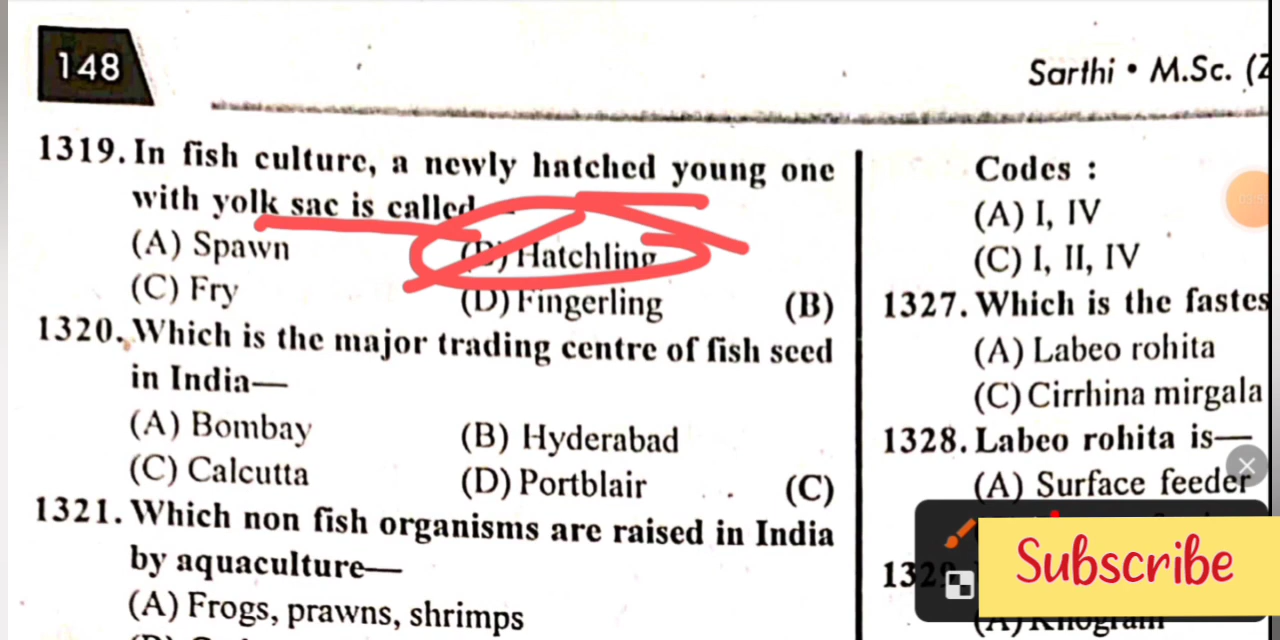 148
Sarthi • M.Sc. (Z
1319. In fish culture, a newly hatched young one
with yolk sac is called
(A) Spawn (B) Hatchling
(C) Fry (D) Fingerling (B)
1320. Which is the major trading centre of fish seed
in India—
(A) Bombay (B) Hyderabad
(C) Calcutta (D) Portblair (C)
1321. Which non fish organisms are raised in India
by aquaculture—
(A) Frogs, prawns, shrimps
Codes :
(A) I, IV
(C) I, II, IV
1327. Which is the fastes
(A) Labeo rohita
(C) Cirrhina mirgala
1328. Labeo rohita is—
(A) Surface feeder
Subscribe